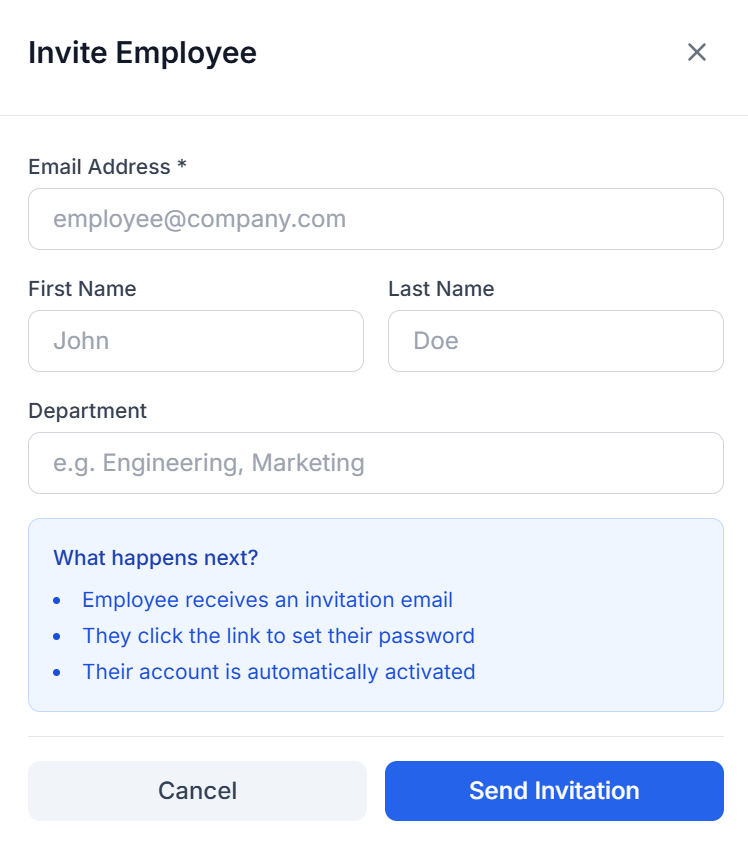 Invite Employee
Email Address *
employee@company.com
First Name
Last Name
John
Doe
Department
e.g. Engineering, Marketing
What happens next?
• Employee receives an invitation email
• They click the link to set their password
• Their account is automatically activated
Cancel
Send Invitation